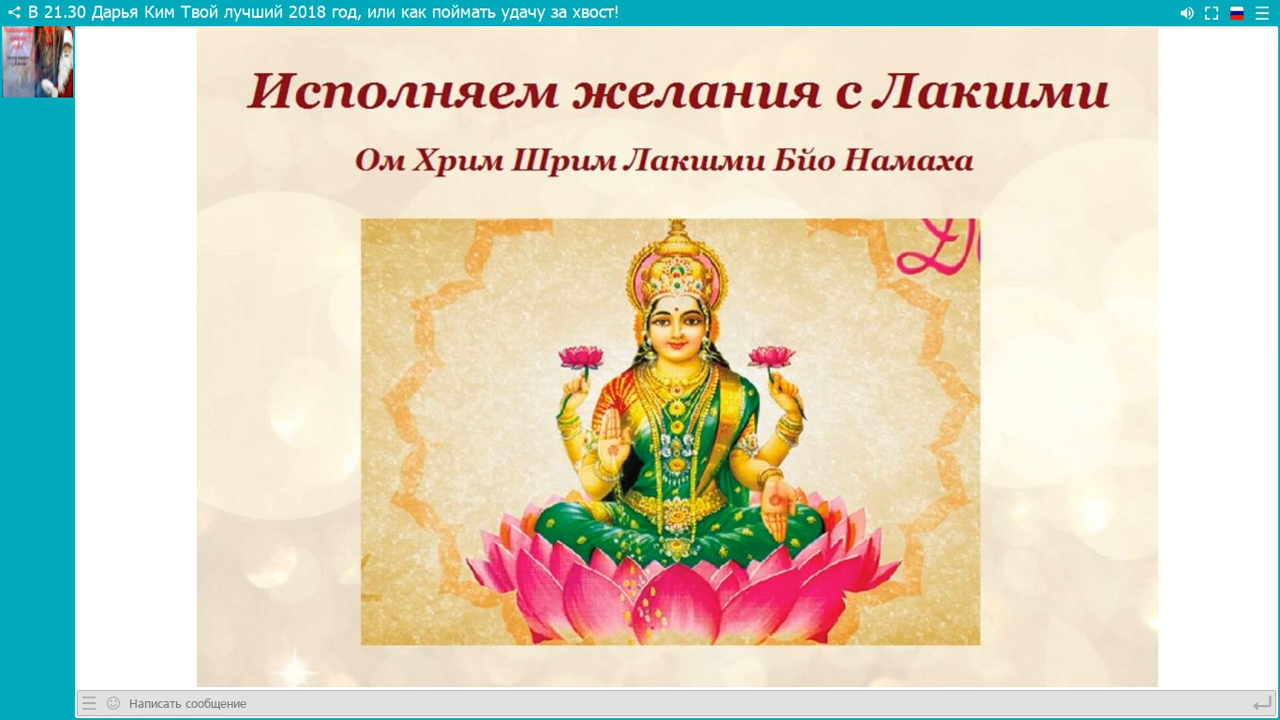 В 21.30 Дарья Ким Твой лучший 2018 год, или как поймать удачу за хвост!
Исполняем желания с Лакшми
Ом Хрим Шрим Лакшми Бйо Намаха
Написать сообщение